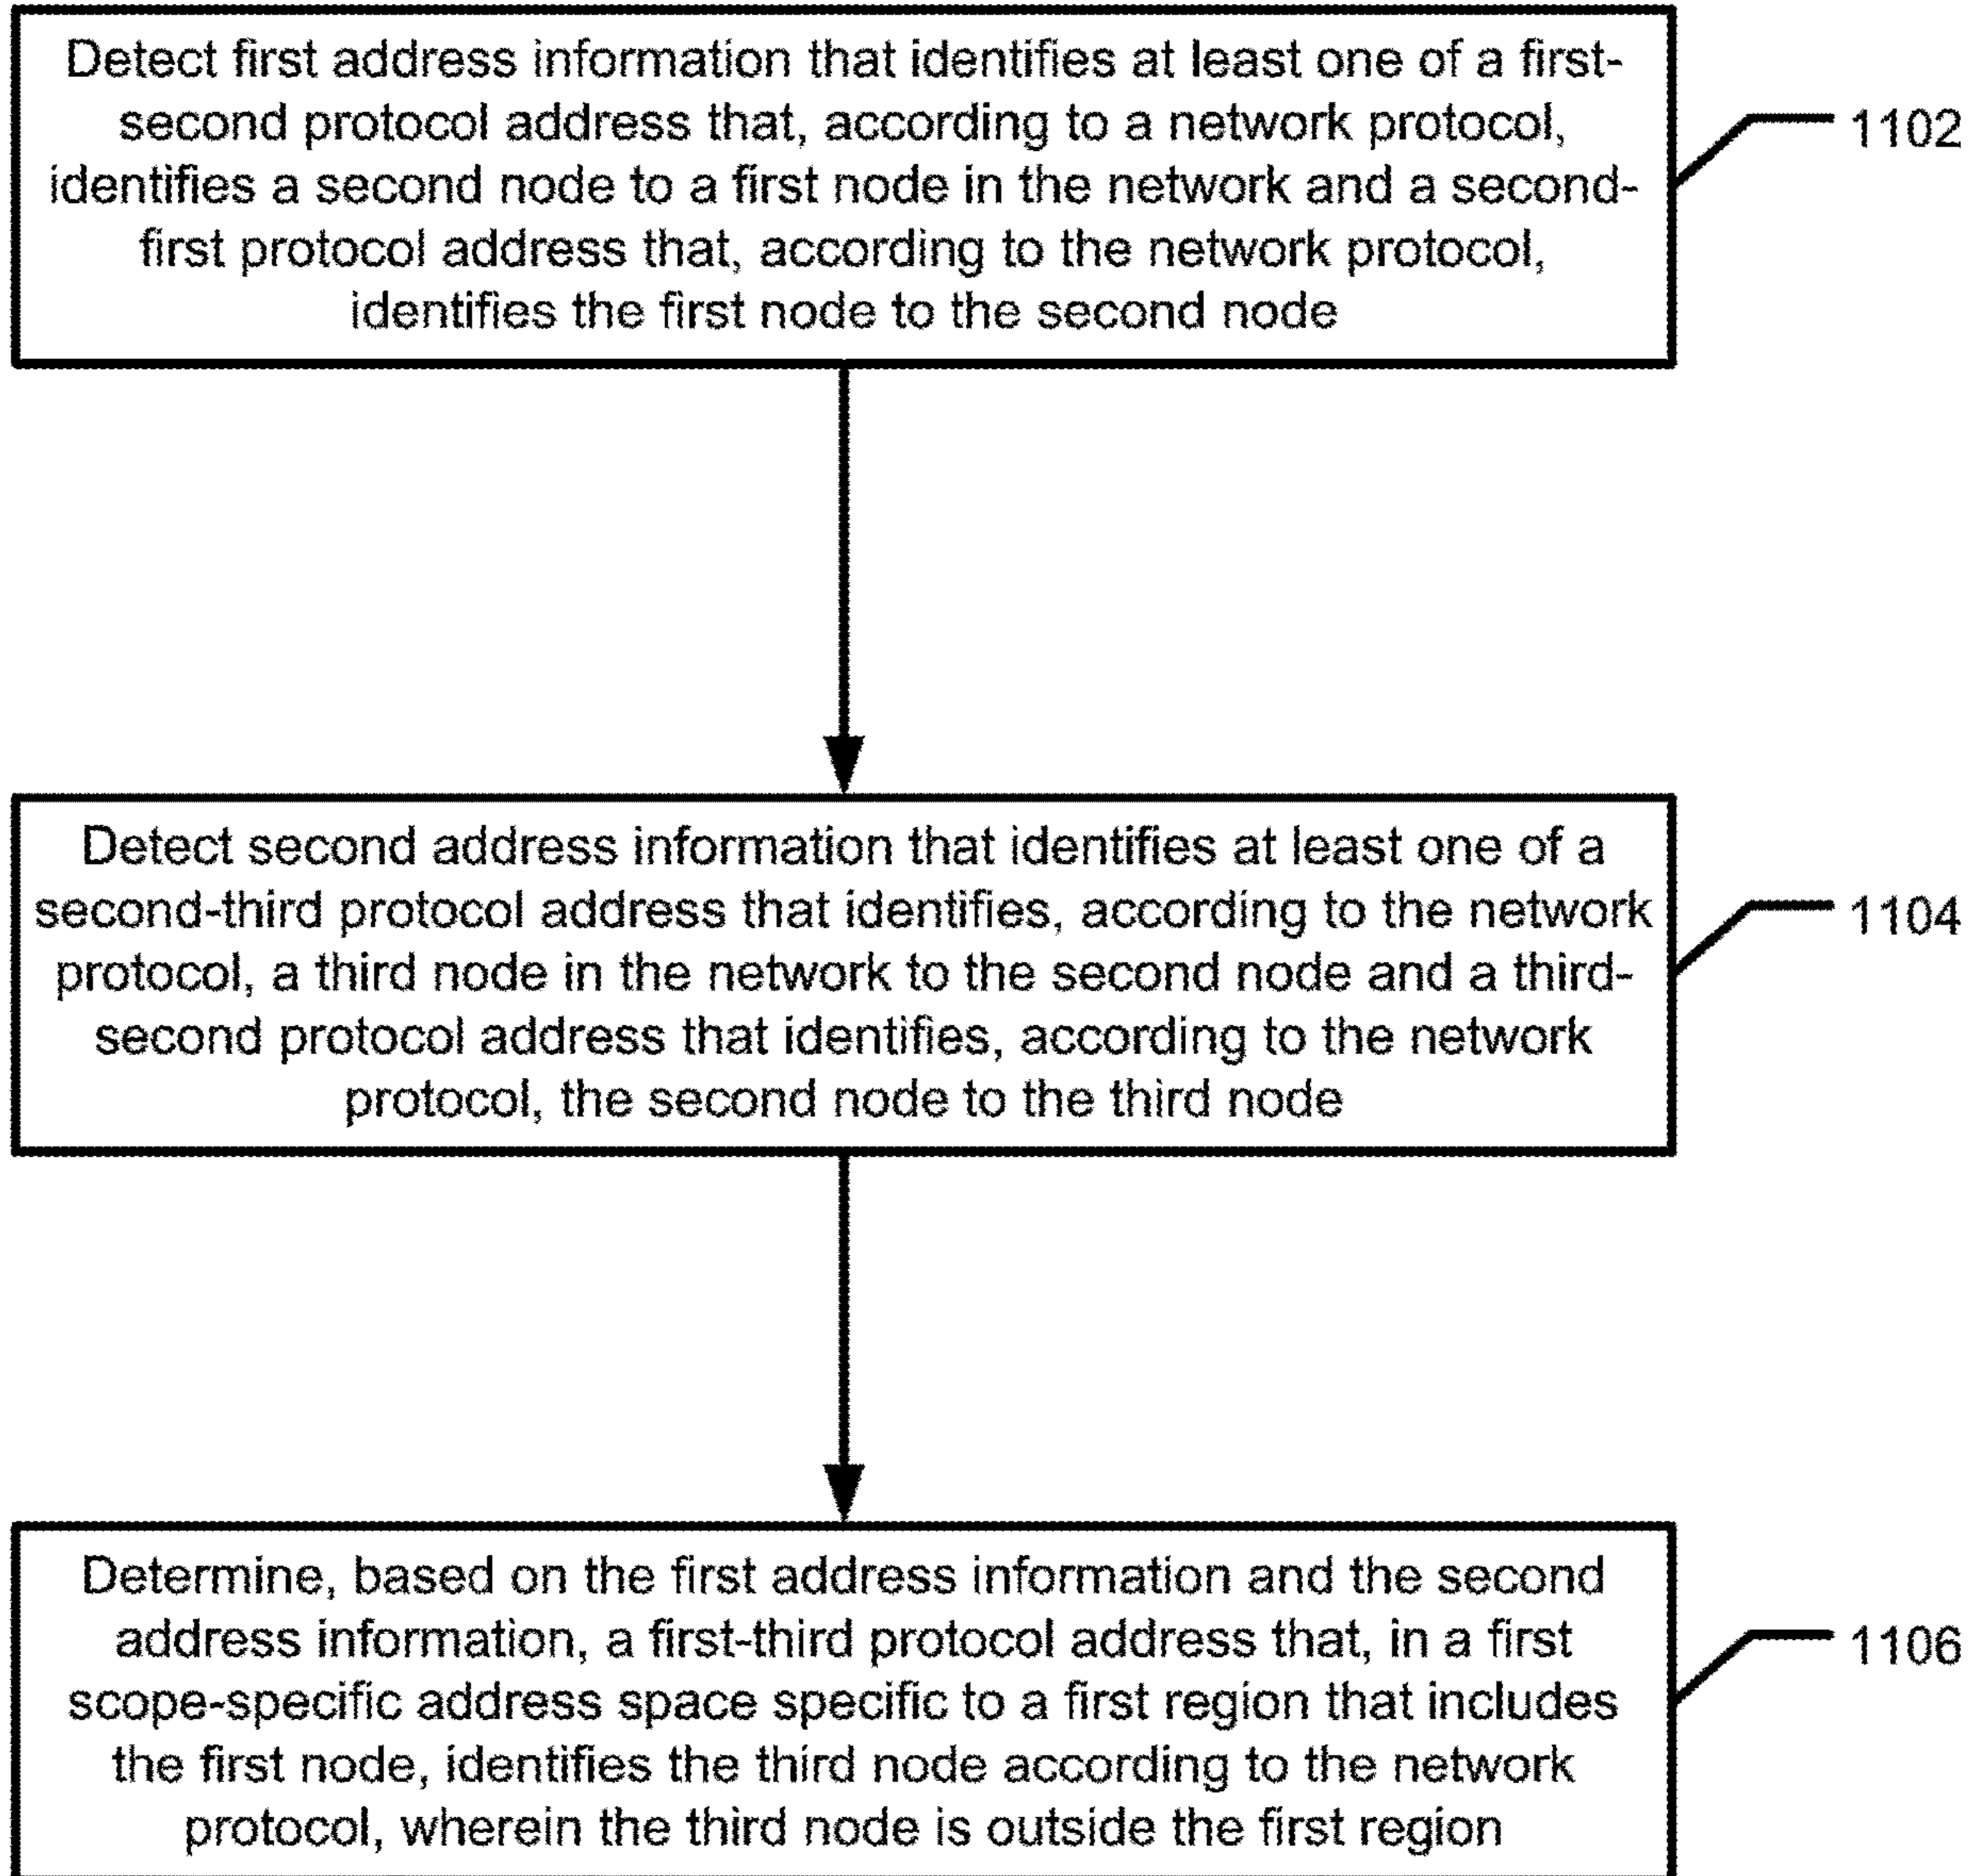 Detect first address information that identifies at least one of a first-
second protocol address that, according to a network protocol,
identifies a second node to a first node in the network and a second-
first protocol address that, according to the network protocol,
identifies the first node to the second node
1102
Detect second address information that identifies at least one of a
second-third protocol address that identifies, according to the network
protocol, a third node in the network to the second node and a third-
second protocol address that identifies, according to the network
protocol, the second node to the third node
1104
Determine, based on the first address information and the second
address information, a first-third protocol address that, in a first
scope-specific address space specific to a first region that includes
the first node, identifies the third node according to the network
protocol, wherein the third node is outside the first region
1106